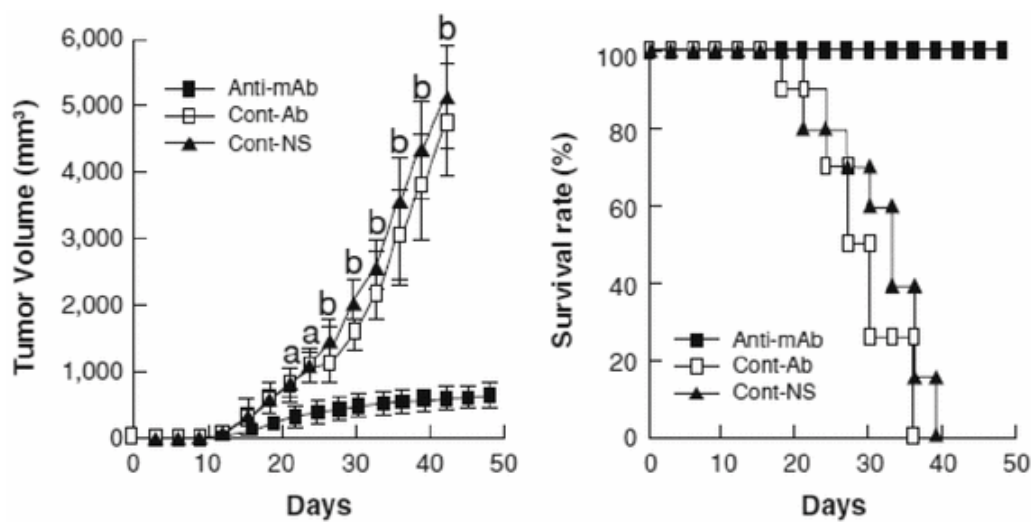 6,000
5,000
4,000
3,000
2,000
1,000
0
Tumor Volume (mm³)
Anti-mAb
Cont-Ab
Cont-NS
a
a
b
b
b
b
b
b
0 10 20 30 40 50
Days
100
80
60
40
20
0
Survival rate (%)
Anti-mAb
Cont-Ab
Cont-NS
0 10 20 30 40 50
Days